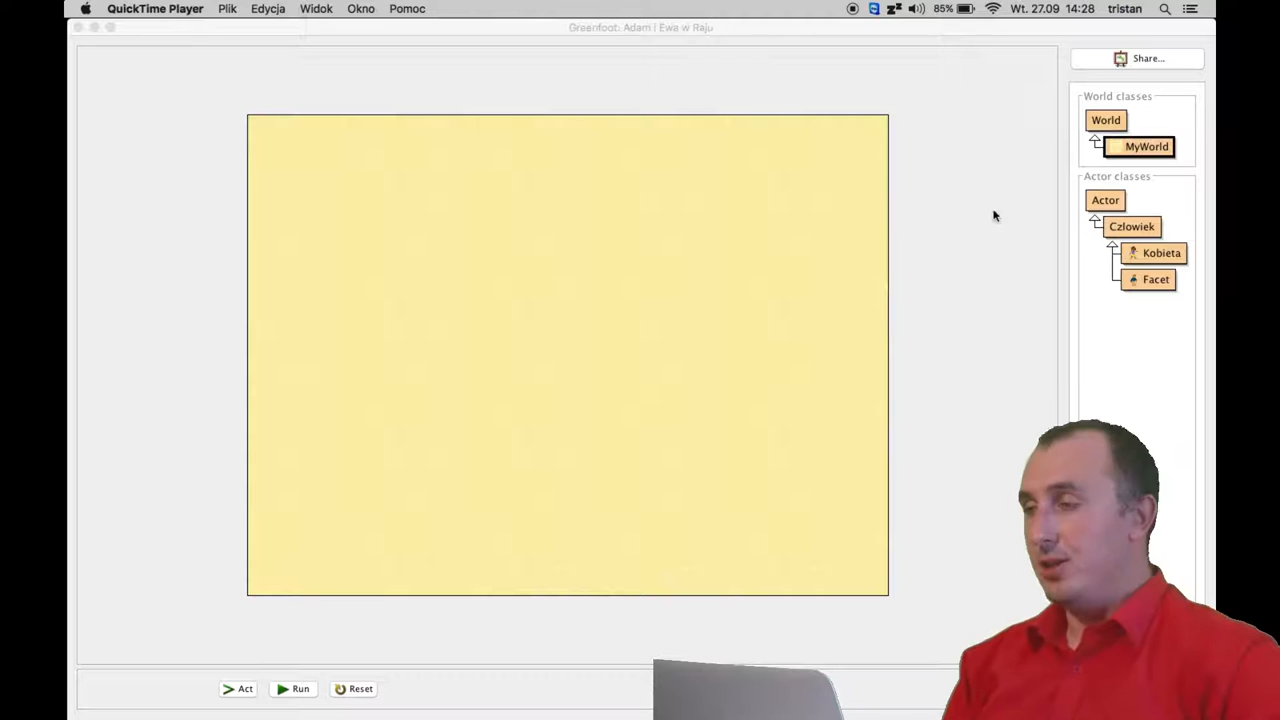 QuickTime Player Plik Edycja Widok Okno Pomoc 85% Wt. 27.09 14:28 tristan
Greenfoot: Adam i Ewa w Raju
Share...
World classes
World
MyWorld
Actor classes
Actor
Człowiek
Kobieta
Facet
Act Run Reset